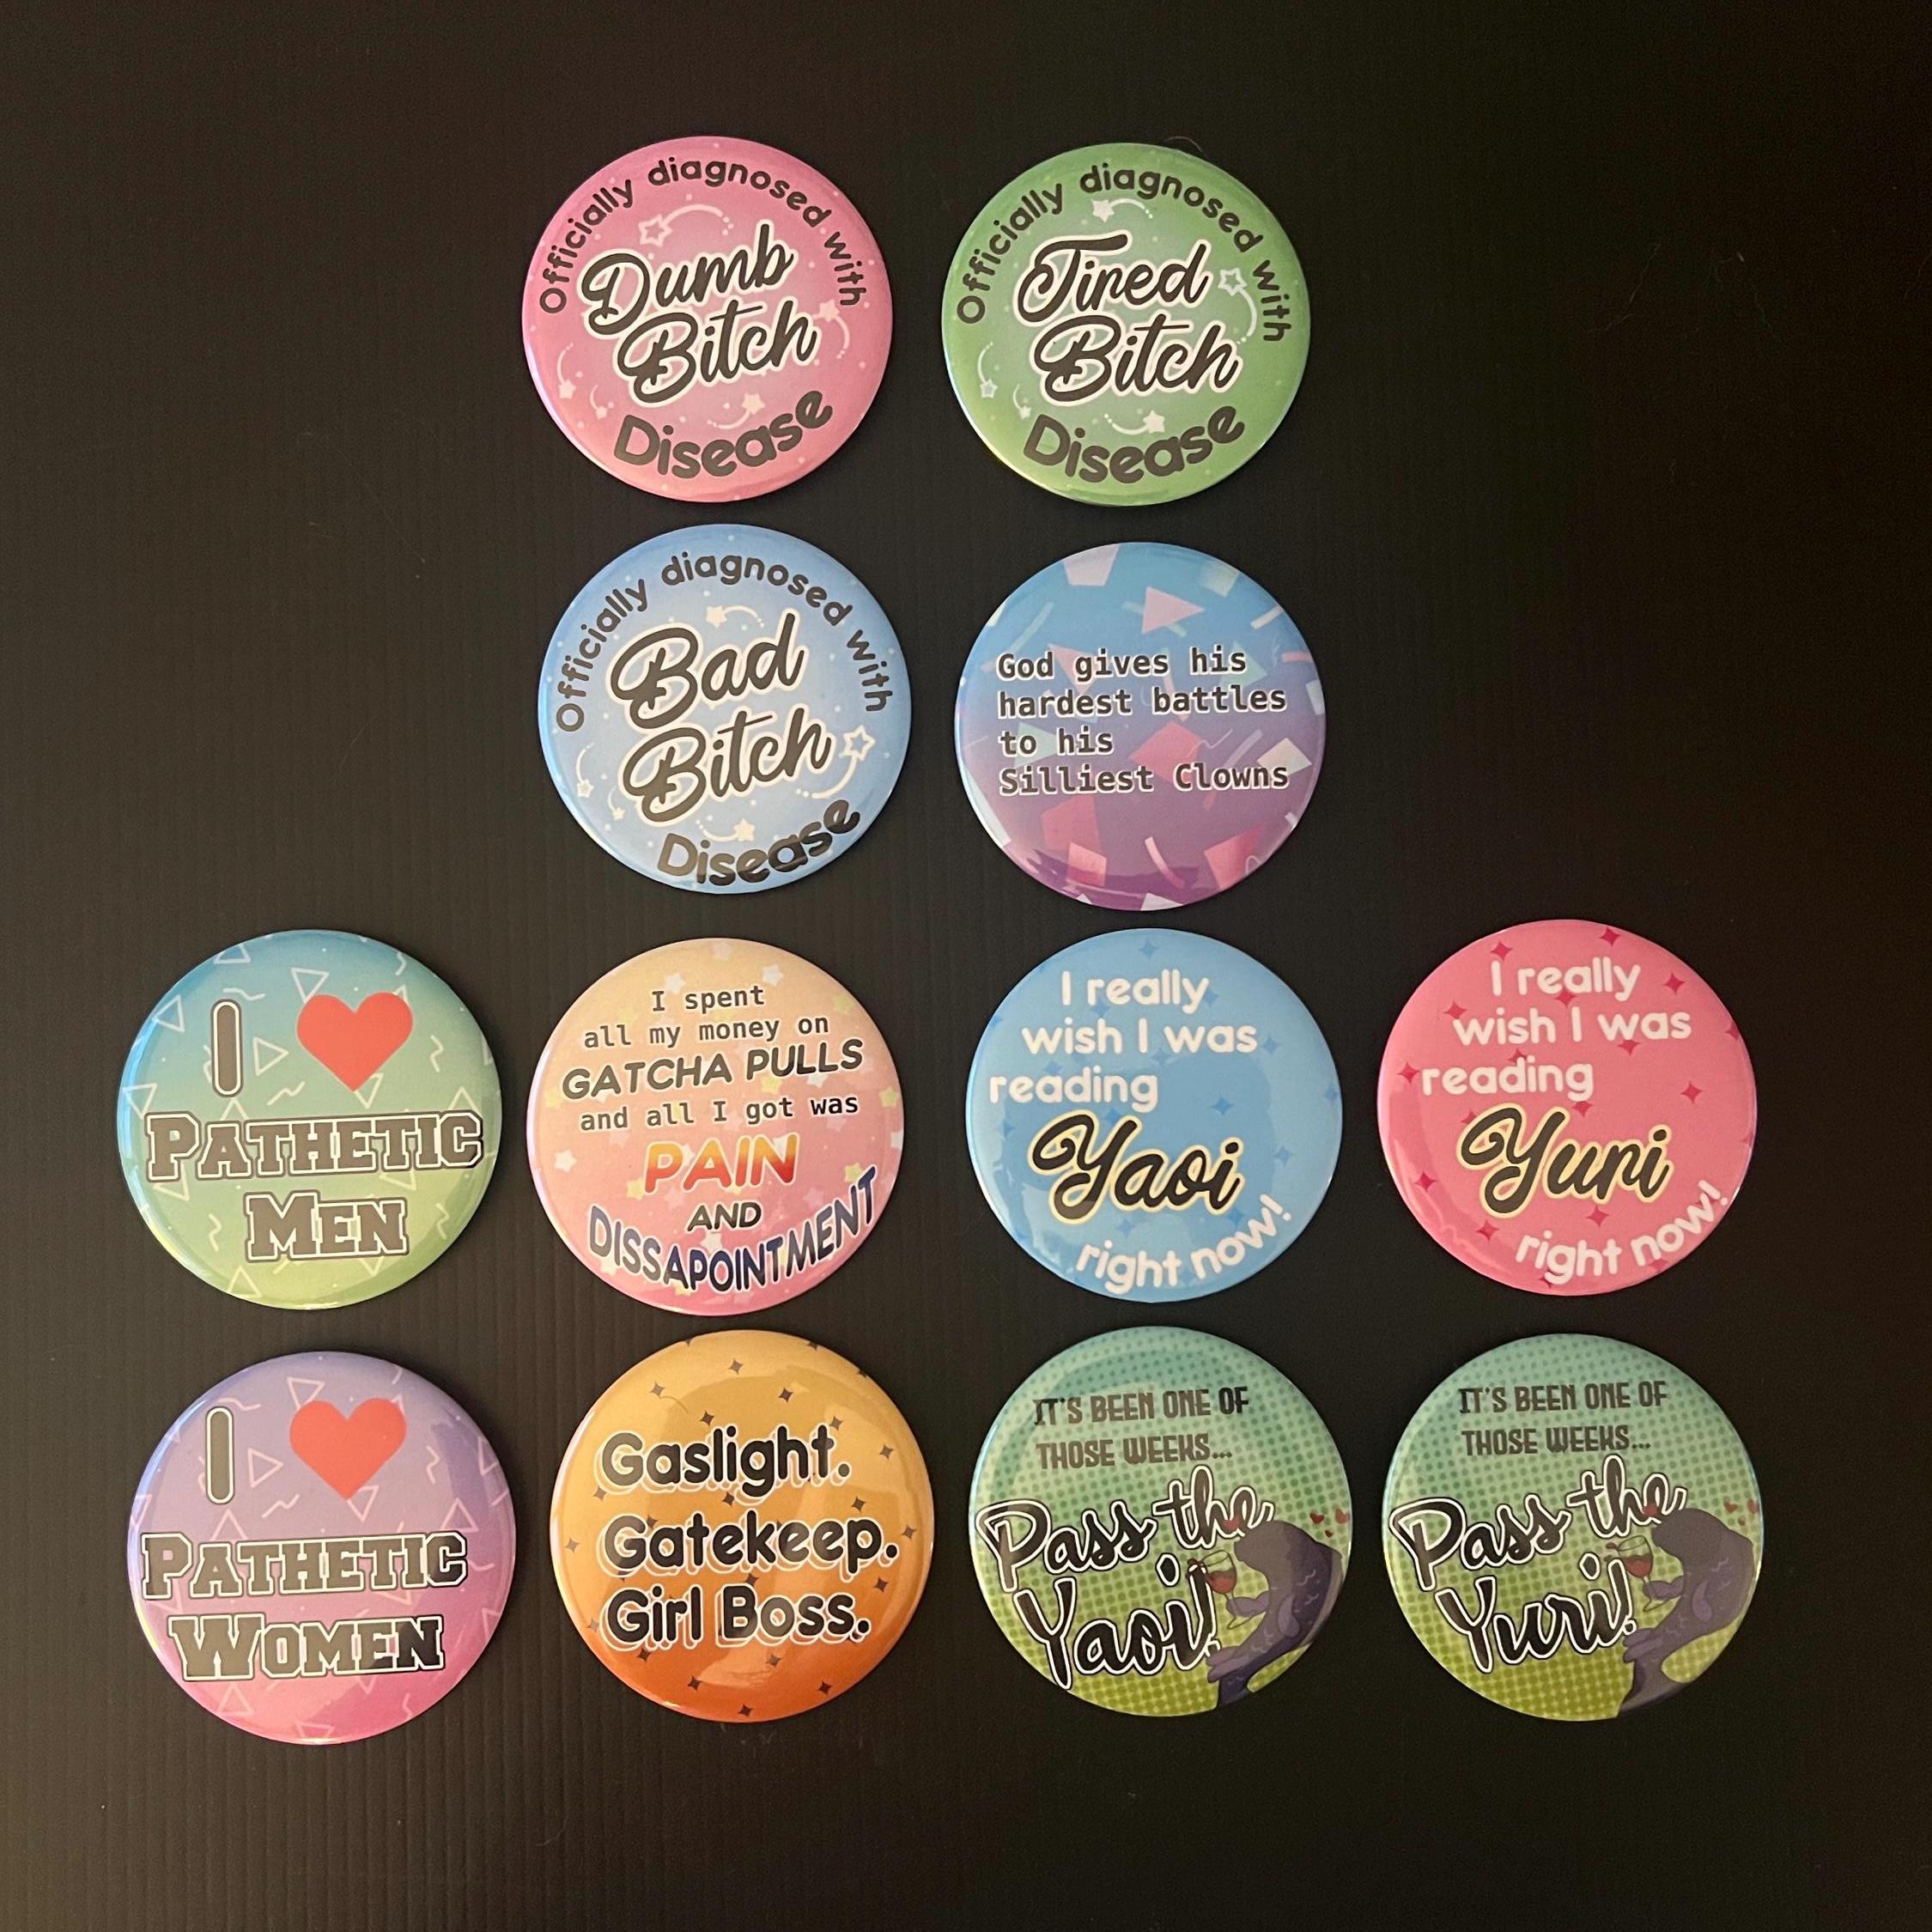 Officially diagnosed with
Dumb
Bitch
Disease
Officially diagnosed with
Tired
Bitch
Disease
Officially diagnosed with
Bad
Bitch
Disease
God gives his
hardest battles
to his
Silliest Clowns
I ❤
PATHETIC
MEN
I spent
all my money on
GATCHA PULLS
and all I got was
PAIN
AND
DISSAPOINTMENT
I really
wish I was
reading
Yaoi
right now!
I really
wish I was
reading
Yuri
right now!
I ❤
PATHETIC
WOMEN
Gaslight.
Gatekeep.
Girl Boss.
IT'S BEEN ONE OF
THOSE WEEKS...
Pass the
Yaoi!
IT'S BEEN ONE OF
THOSE WEEKS...
Pass the
Yuri!